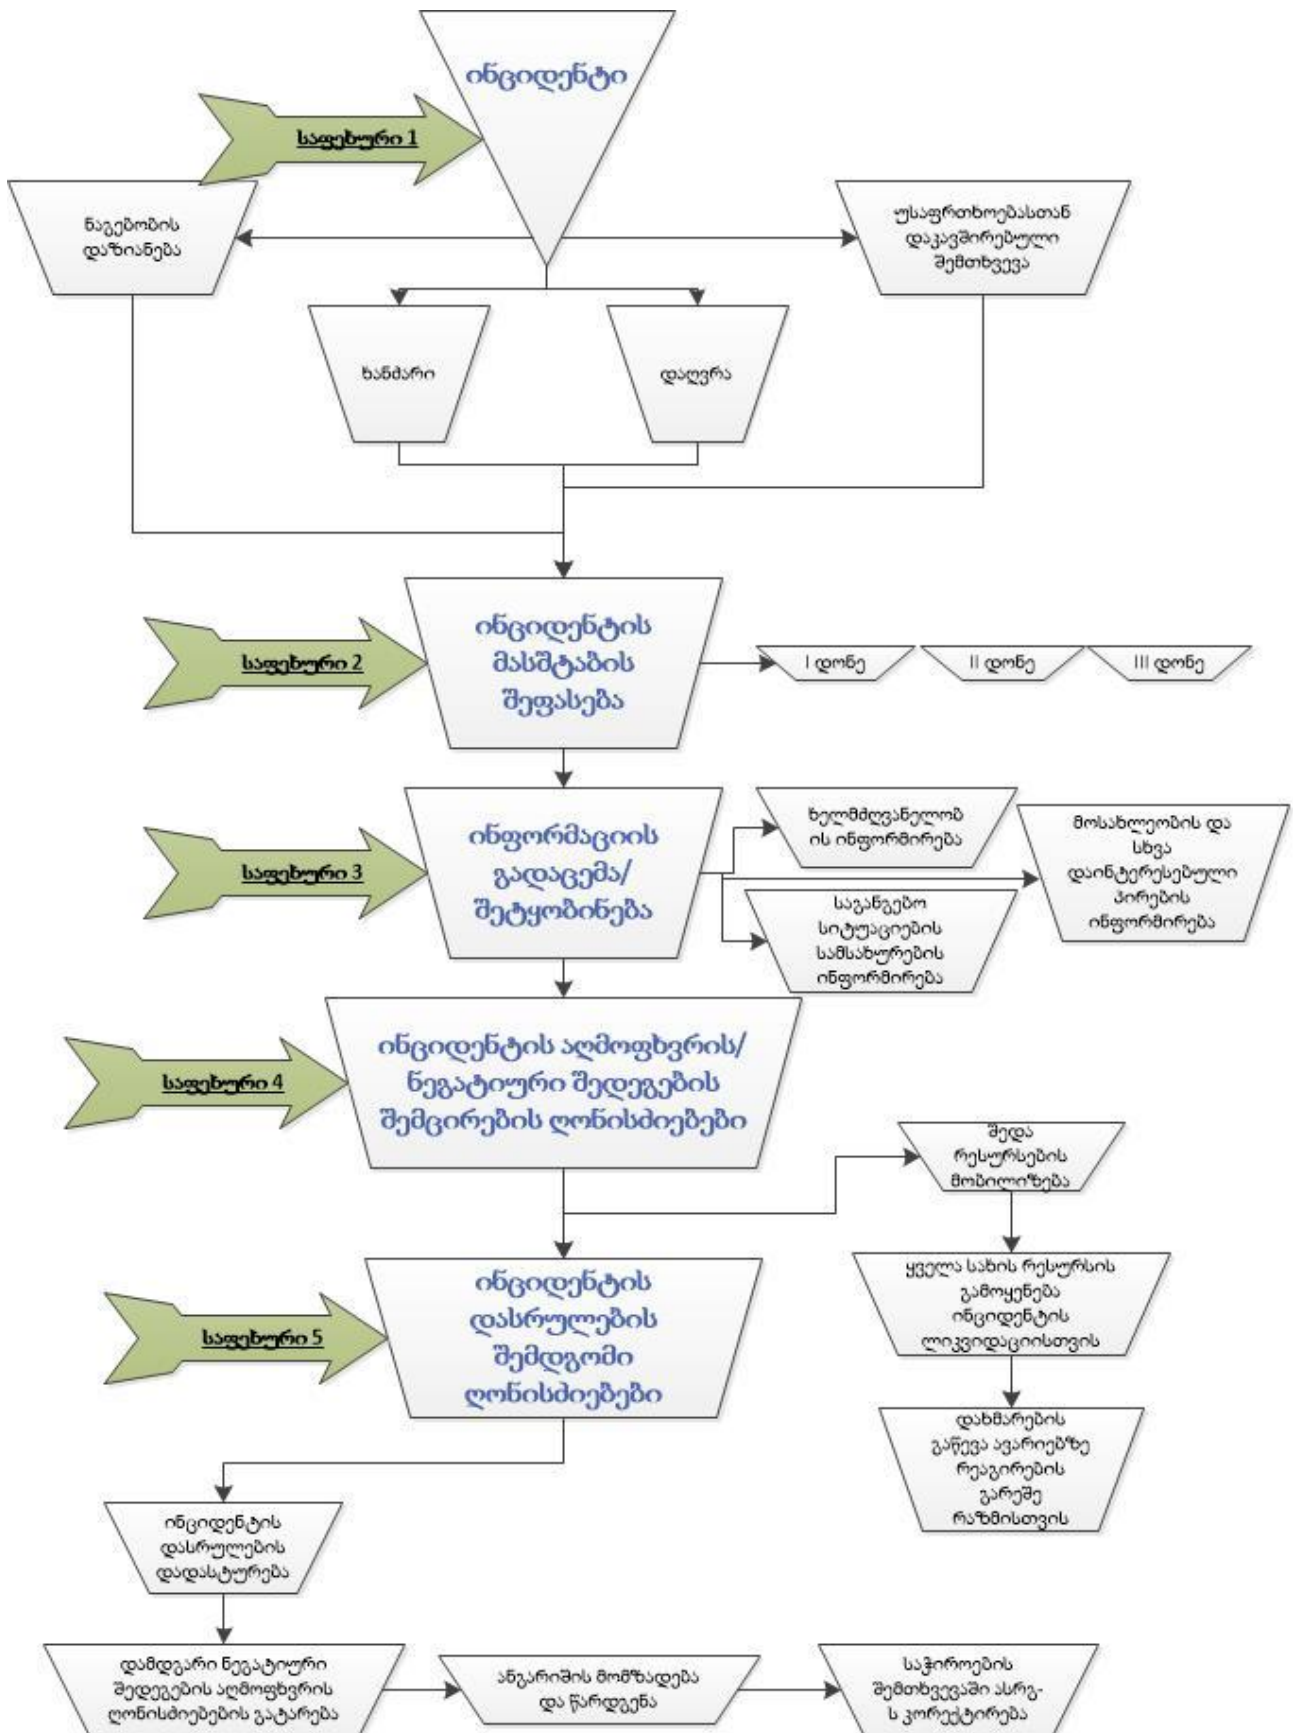 ინციდენტი
საფეხური 1
ნაგებობის
დაზიანება
უსაფრთხოებასთან
დაკავშირებული
შემთხვევა
ხანძარი
დაღვრა
ინციდენტის
მასშტაბის
შეფასება
საფეხური 2
I დონე
II დონე
III დონე
ინფორმაციის
გადაცემა/
შეტყობინება
საფეხური 3
ხელმძღვანელობ
ის ინფორმირება
მოსახლეობის და
სხვა
დაინტერესებული
პირების
ინფორმირება
საგანგებო
სიტუაციების
სამსახურების
ინფორმირება
ინციდენტის აღმოფხვრის/
ნეგატიური შედეგების
შემცირების ღონისძიებები
საფეხური 4
შედა
რესურსების
მობილიზება
ყველა სახის რესურსის
გამოყენება
ინციდენტის
ლიკვიდაციისთვის
დახმარების
გაწევა ავარიებზე
რეაგირების
გარეშე
რაზმისთვის
ინციდენტის
დასრულების
შემდგომი
ღონისძიებები
საფეხური 5
ინციდენტის
დასრულების
დადასტურება
დამდგარი ნეგატიური
შედეგების აღმოფხვრის
ღონისძიებების გატარება
ანგარიშის მომზადება
და წარდგენა
საჭიროების
შემთხვევაში ასრგ-
ს კორექტირება